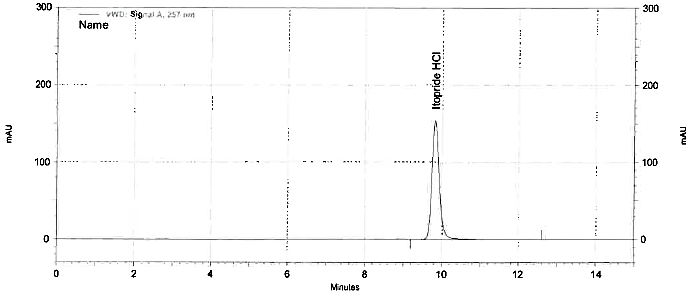 VWD: Signal A, 257 nm
Name
Itopride HCl
300
200
100
0
mAU
300
200
100
0
mAU
0 2 4 6 8 10 12 14
Minutes